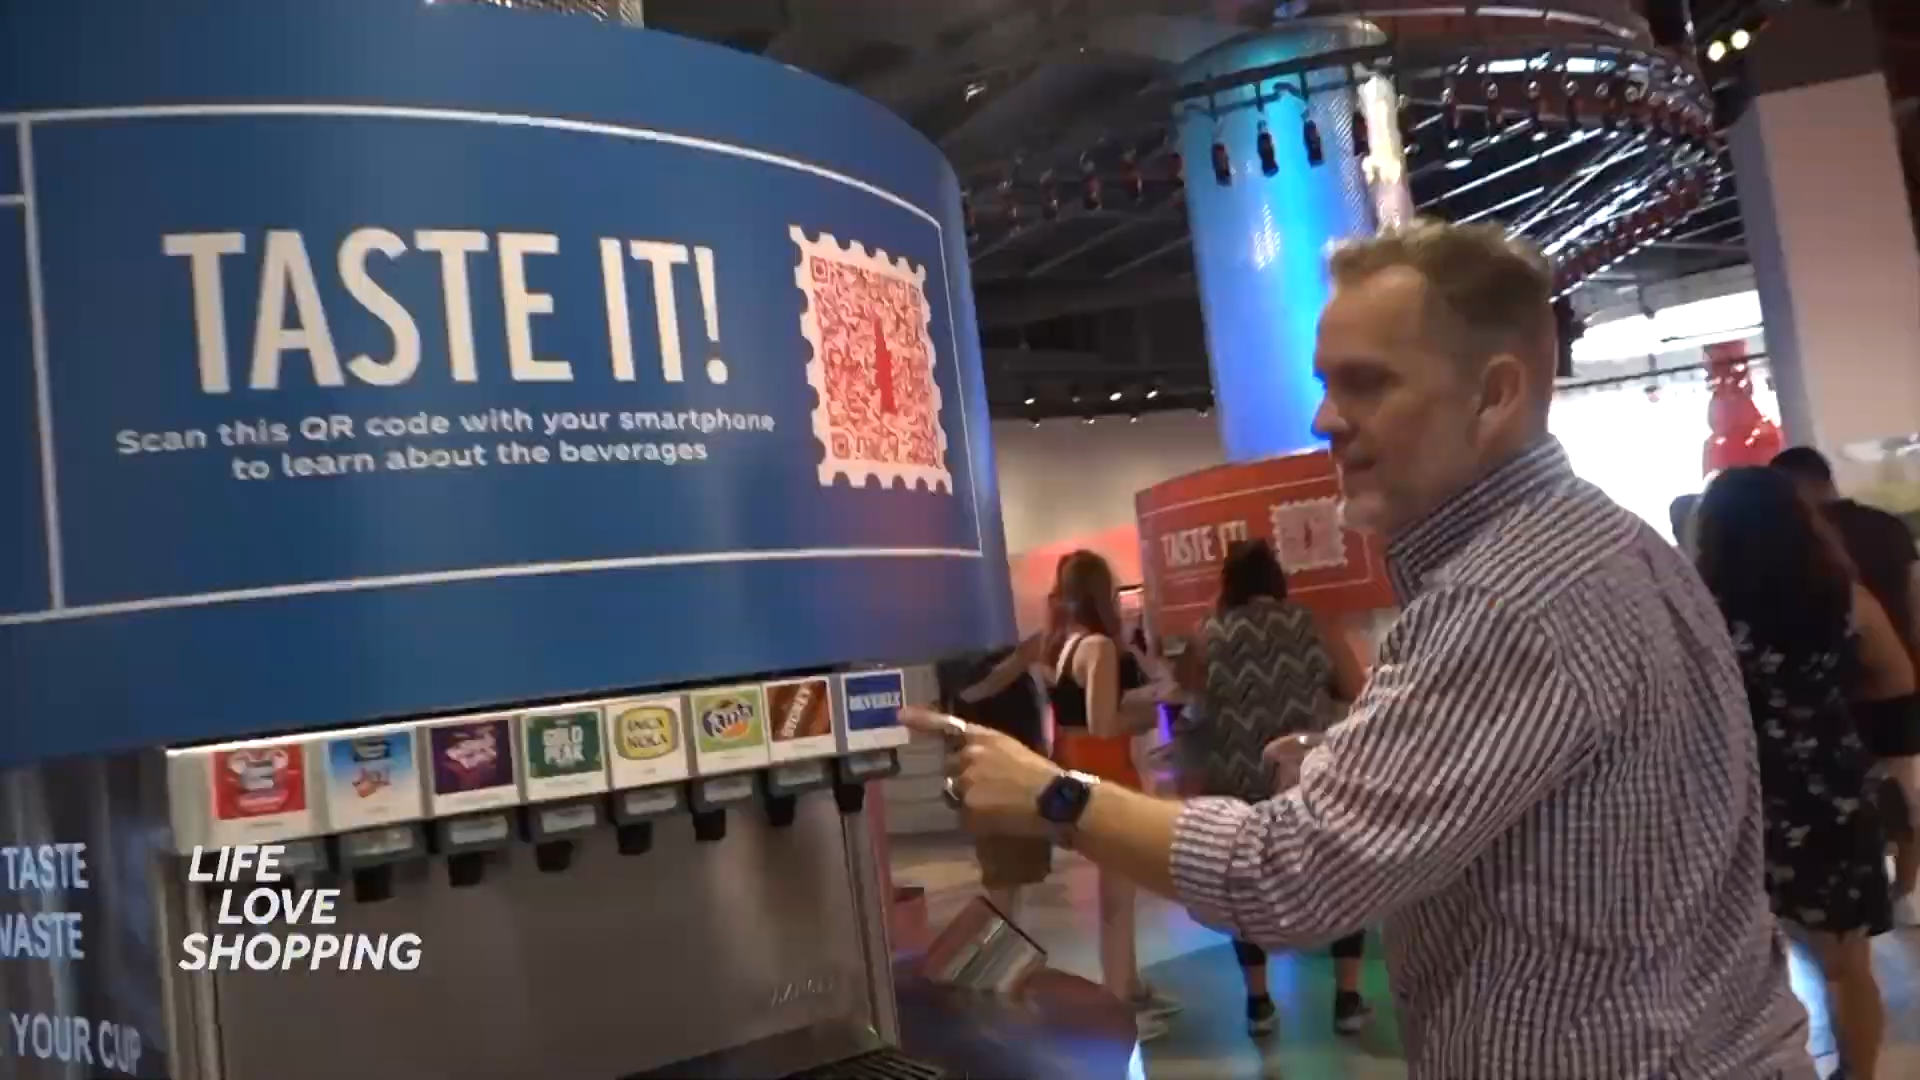 TASTE IT!
Scan this QR code with your smartphone
to learn about the beverages
TASTE IT!
GOLD
PEAK
INCA
KOLA
Fanta
BEVERLY
TASTE
WASTE
YOUR CUP
LIFE
LOVE
SHOPPING